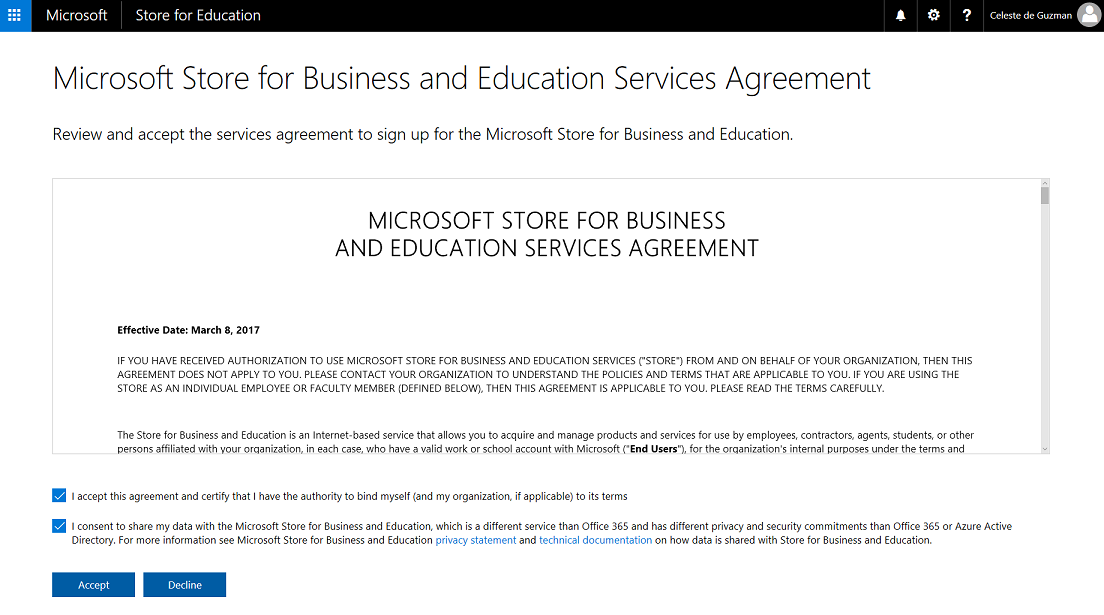 Microsoft Store for Education ? Celeste de Guzman
Microsoft Store for Business and Education Services Agreement
Review and accept the services agreement to sign up for the Microsoft Store for Business and Education.
MICROSOFT STORE FOR BUSINESS
AND EDUCATION SERVICES AGREEMENT
Effective Date: March 8, 2017
IF YOU HAVE RECEIVED AUTHORIZATION TO USE MICROSOFT STORE FOR BUSINESS AND EDUCATION SERVICES ("STORE") FROM AND ON BEHALF OF YOUR ORGANIZATION, THEN THIS
AGREEMENT DOES NOT APPLY TO YOU. PLEASE CONTACT YOUR ORGANIZATION TO UNDERSTAND THE POLICIES AND TERMS THAT ARE APPLICABLE TO YOU. IF YOU ARE USING THE
STORE AS AN INDIVIDUAL EMPLOYEE OR FACULTY MEMBER (DEFINED BELOW), THEN THIS AGREEMENT IS APPLICABLE TO YOU. PLEASE READ THE TERMS CAREFULLY.
The Store for Business and Education is an Internet-based service that allows you to acquire and manage products and services for use by employees, contractors, agents, students, or other
persons affiliated with your organization, in each case, who have a valid work or school account with Microsoft ("End Users"), for the organization's internal purposes under the terms and
I accept this agreement and certify that I have the authority to bind myself (and my organization, if applicable) to its terms
I consent to share my data with the Microsoft Store for Business and Education, which is a different service than Office 365 and has different privacy and security commitments than Office 365 or Azure Active
Directory. For more information see Microsoft Store for Business and Education privacy statement and technical documentation on how data is shared with Store for Business and Education.
Accept Decline